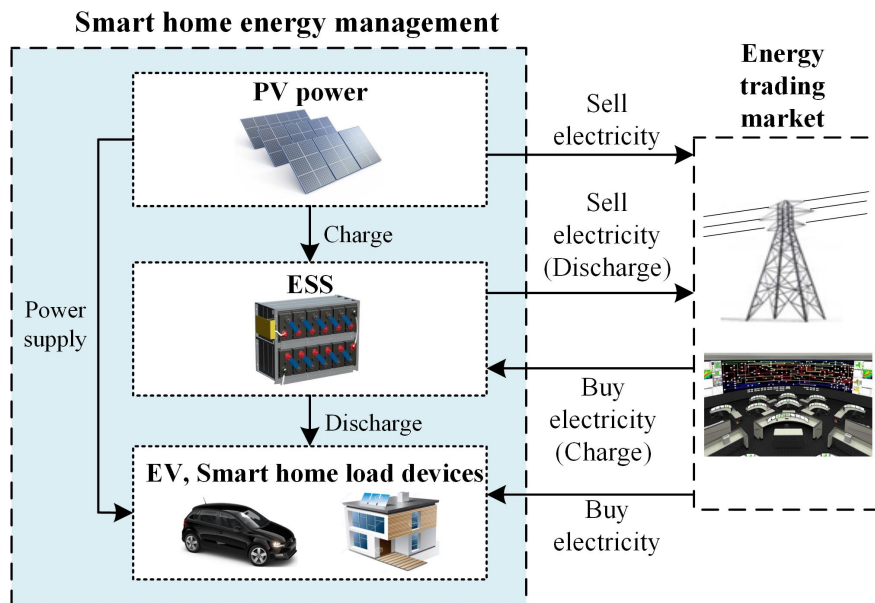 Smart home energy management
Energy
trading
market
PV power
Sell
electricity
Charge
Sell
electricity
(Discharge)
ESS
Power
supply
Buy
electricity
(Charge)
Discharge
EV, Smart home load devices
Buy
electricity